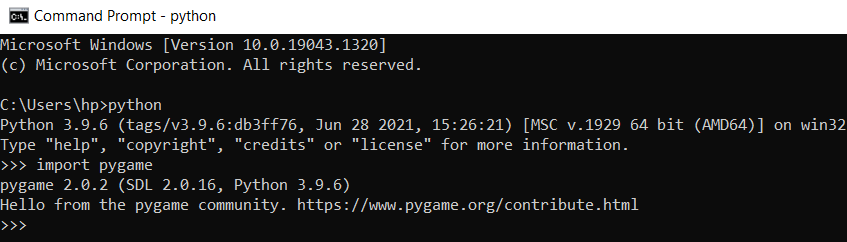 Command Prompt - python
Microsoft Windows [Version 10.0.19043.1320]
(c) Microsoft Corporation. All rights reserved.
C:\Users\hp>python
Python 3.9.6 (tags/v3.9.6:db3ff76, Jun 28 2021, 15:26:21) [MSC v.1929 64 bit (AMD64)] on win32
Type "help", "copyright", "credits" or "license" for more information.
>>> import pygame
pygame 2.0.2 (SDL 2.0.16, Python 3.9.6)
Hello from the pygame community. https://www.pygame.org/contribute.html
>>>